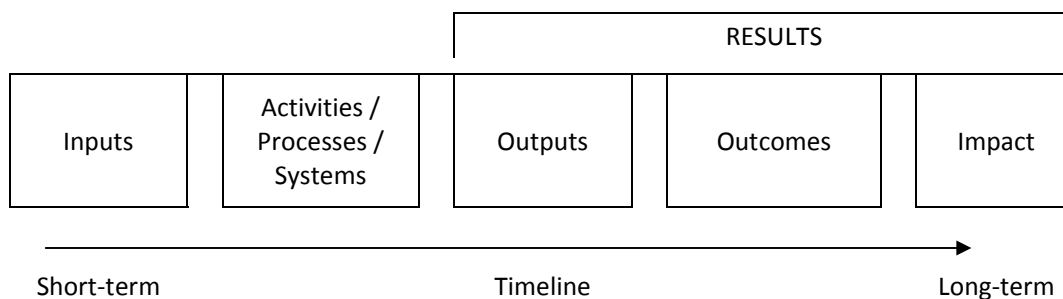 RESULTS
Inputs
Activities /
Processes /
Systems
Outputs
Outcomes
Impact
Short-term
Timeline
Long-term